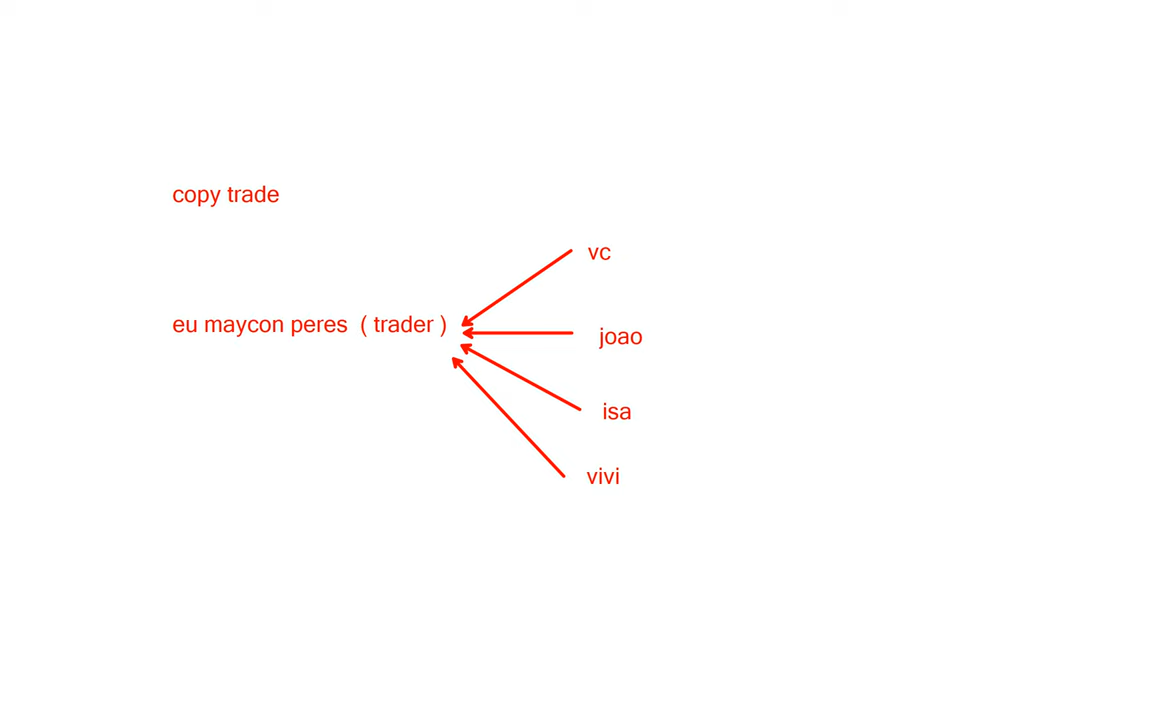 copy trade
vc
eu maycon peres ( trader )
joao
isa
vivi